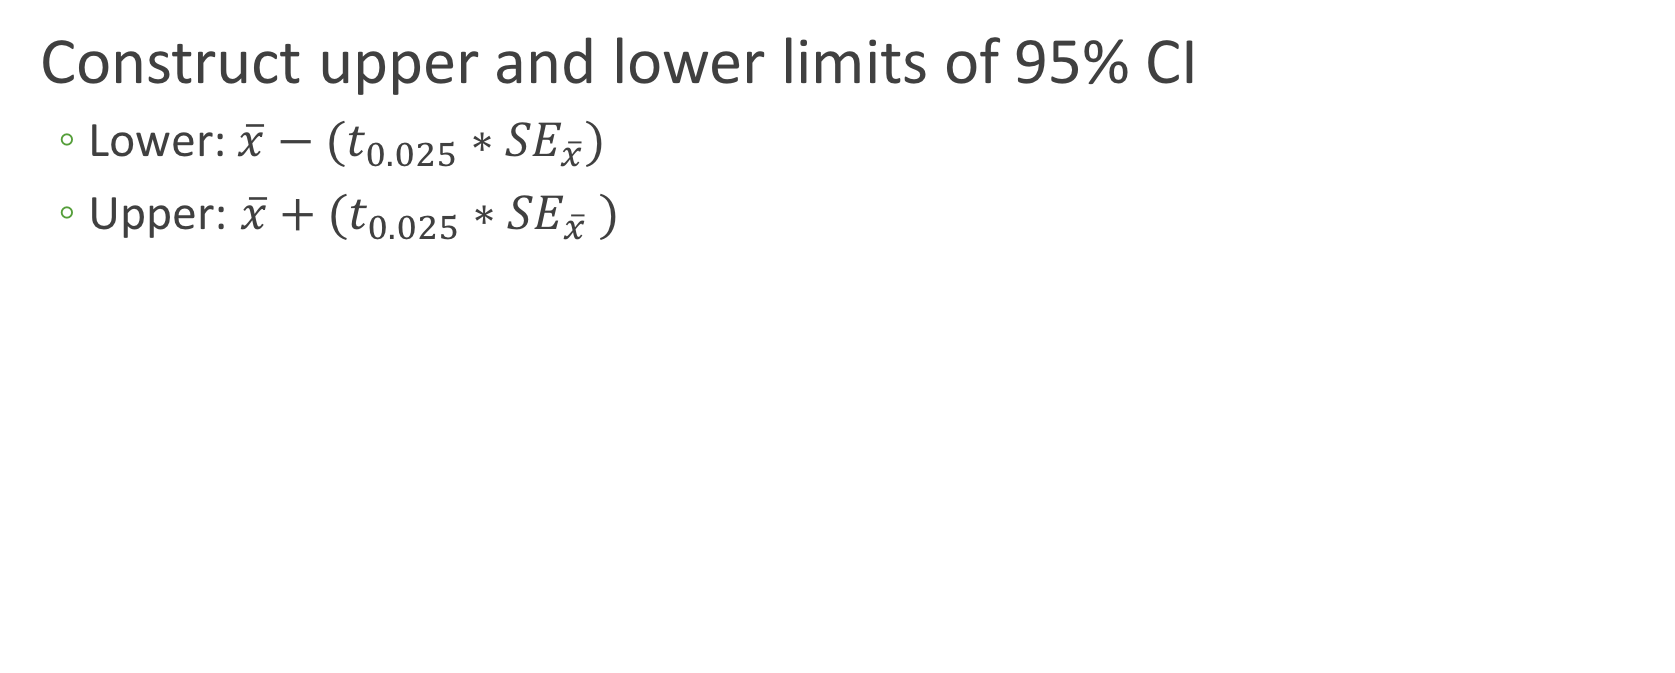 Construct upper and lower limits of 95% CI
◦ Lower: x̄ − (t₀.₀₂₅ * SEₓ̄)
◦ Upper: x̄ + (t₀.₀₂₅ * SEₓ̄ )